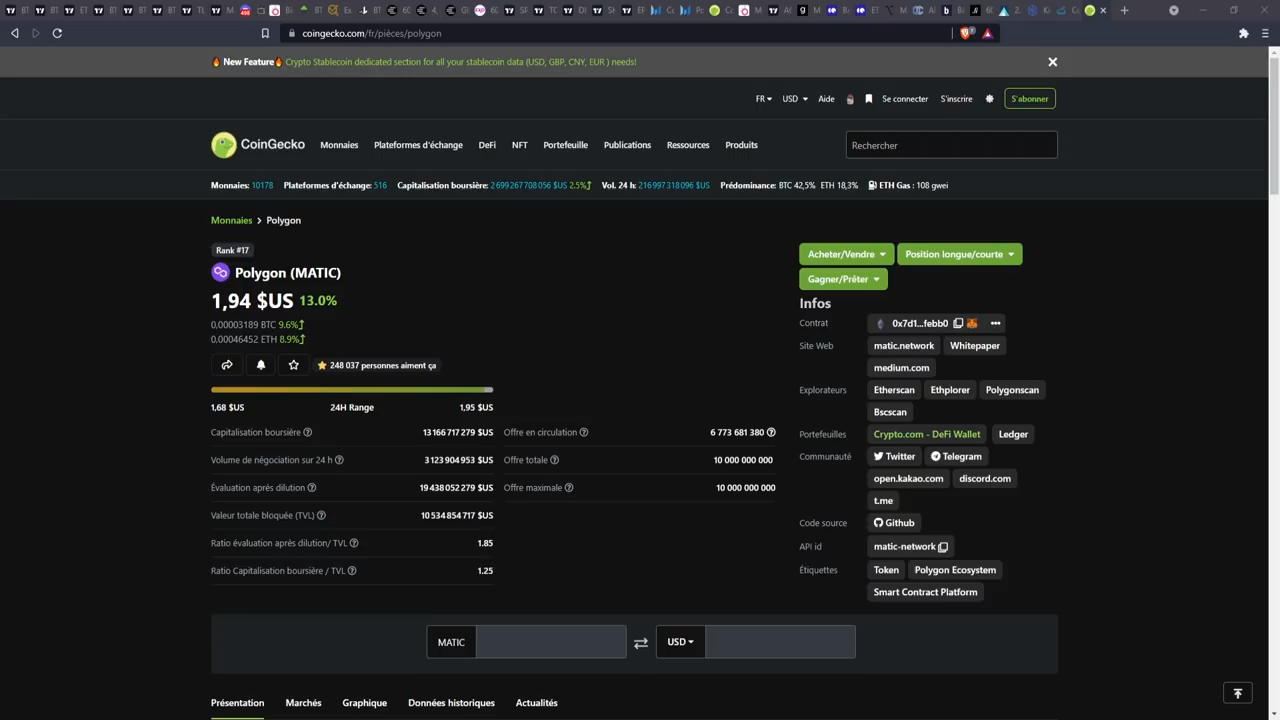 coingecko.com/fr/pièces/polygon
🔥 New Feature🔥 Crypto Stablecoin dedicated section for all your stablecoin data (USD, GBP, CNY, EUR ) needs!
FR USD Aide Se connecter S'inscrire S'abonner
CoinGecko Monnaies Plateformes d'échange DeFi NFT Portefeuille Publications Ressources Produits Rechercher
Monnaies: 10178 Plateformes d'échange: 516 Capitalisation boursière: 2 699 267 708 056 $US 2.5% Vol. 24 h: 216 997 318 096 $US Prédominance: BTC 42,5% ETH 18,3% ETH Gas : 108 gwei
Monnaies > Polygon
Rank #17
Polygon (MATIC)
1,94 $US 13.0%
0,00003189 BTC 9.6%
0,00046452 ETH 8.9%
248 037 personnes aiment ça
1,68 $US 24H Range 1,95 $US
Capitalisation boursière 13 166 717 279 $US
Volume de négociation sur 24 h 3 123 904 953 $US
Évaluation après dilution 19 438 052 279 $US
Valeur totale bloquée (TVL) 10 534 854 717 $US
Ratio évaluation après dilution/ TVL 1.85
Ratio Capitalisation boursière / TVL 1.25
Offre en circulation 6 773 681 380
Offre totale 10 000 000 000
Offre maximale 10 000 000 000
Acheter/Vendre Position longue/courte
Gagner/Prêter
Infos
Contrat 0x7d1...febb0
Site Web matic.network Whitepaper
medium.com
Explorateurs Etherscan Ethplorer Polygonscan
Bscscan
Portefeuilles Crypto.com - DeFi Wallet Ledger
Communauté Twitter Telegram
open.kakao.com discord.com
t.me
Code source Github
API id matic-network
Étiquettes Token Polygon Ecosystem
Smart Contract Platform
MATIC USD
Présentation Marchés Graphique Données historiques Actualités